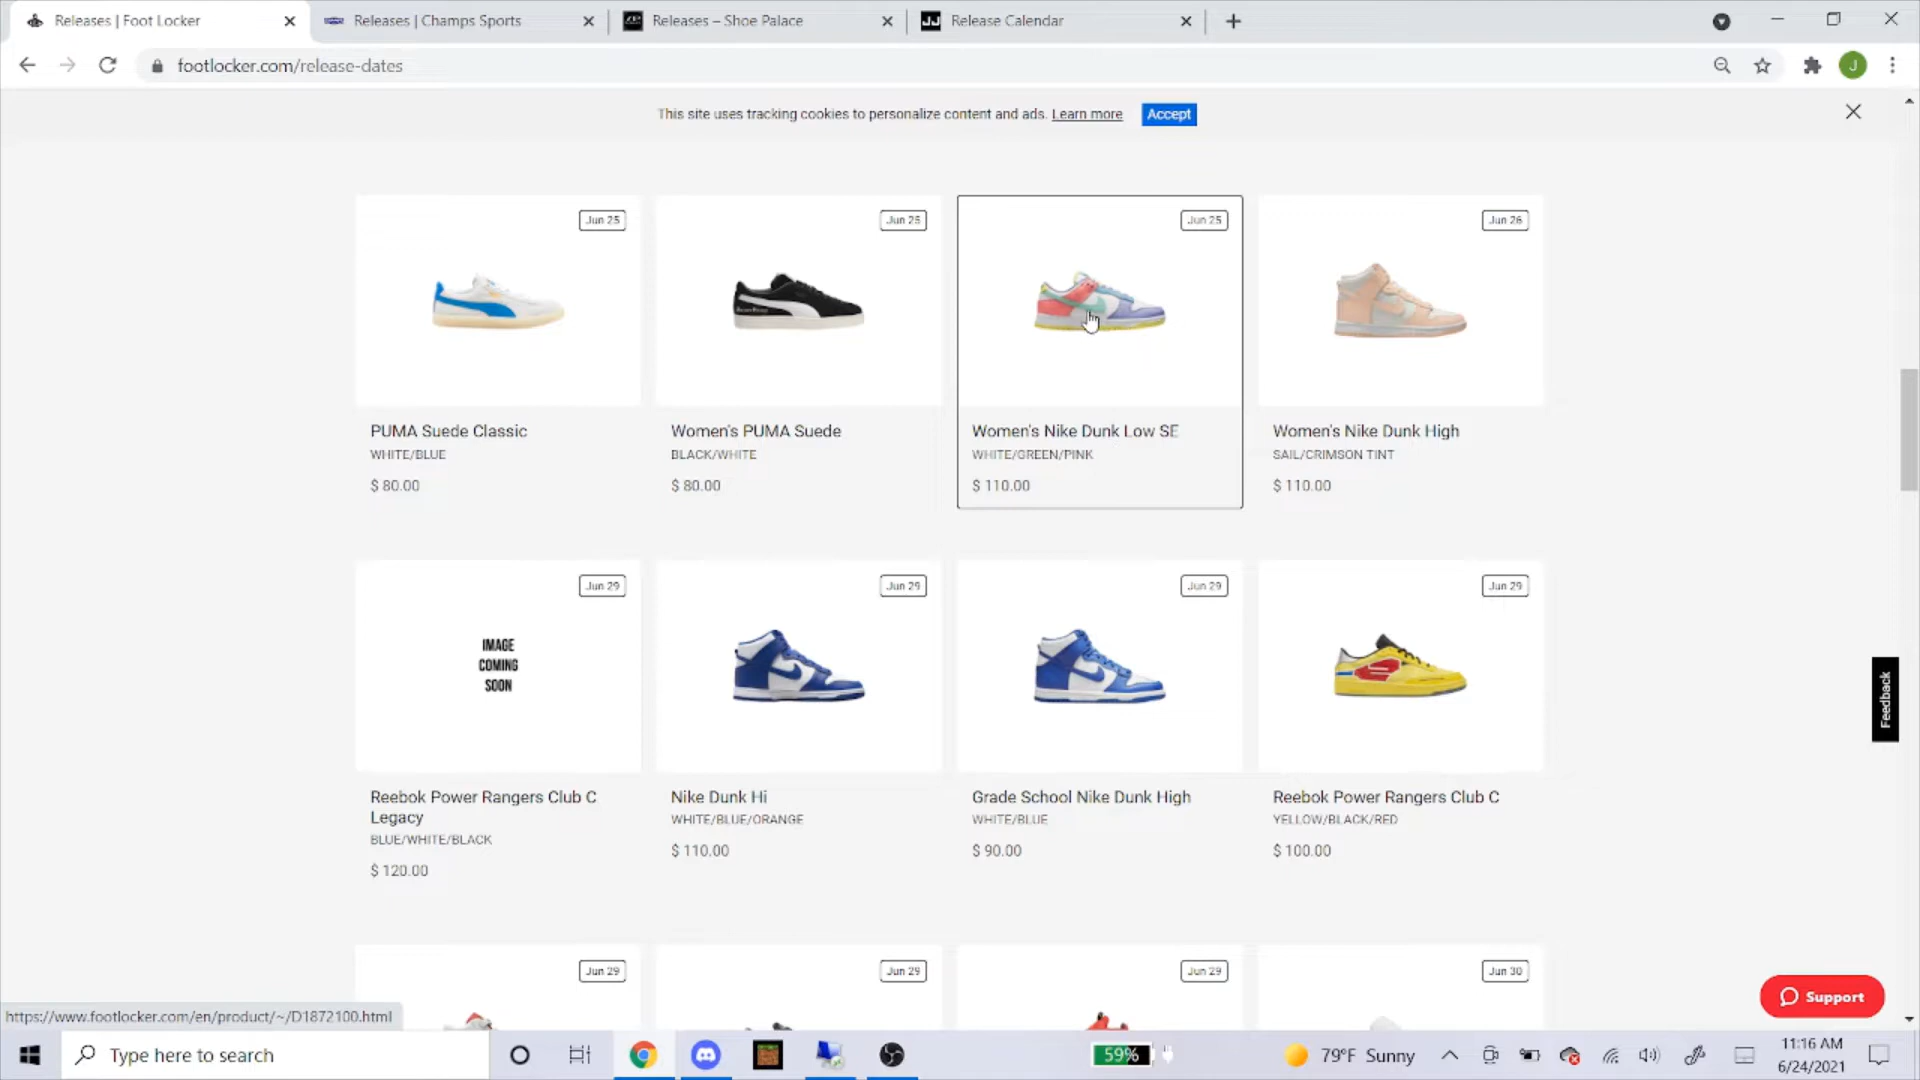 Releases | Foot Locker
Releases | Champs Sports
Releases – Shoe Palace
JJ Release Calendar
footlocker.com/release-dates
J
This site uses tracking cookies to personalize content and ads. Learn more Accept
Jun 25
Jun 25
Jun 25
Jun 26
PUMA Suede Classic
WHITE/BLUE
$ 80.00
Women's PUMA Suede
BLACK/WHITE
$ 80.00
Women's Nike Dunk Low SE
WHITE/GREEN/PINK
$ 110.00
Women's Nike Dunk High
SAIL/CRIMSON TINT
$ 110.00
Jun 29
IMAGE
COMING
SOON
Jun 29
Jun 29
Jun 29
Reebok Power Rangers Club C
Legacy
BLUE/WHITE/BLACK
$ 120.00
Nike Dunk Hi
WHITE/BLUE/ORANGE
$ 110.00
Grade School Nike Dunk High
WHITE/BLUE
$ 90.00
Reebok Power Rangers Club C
YELLOW/BLACK/RED
$ 100.00
Feedback
Jun 29
Jun 29
Jun 29
Jun 30
Support
https://www.footlocker.com/en/product/~/D1872100.html
Type here to search
59%
79°F Sunny
11:16 AM
6/24/2021